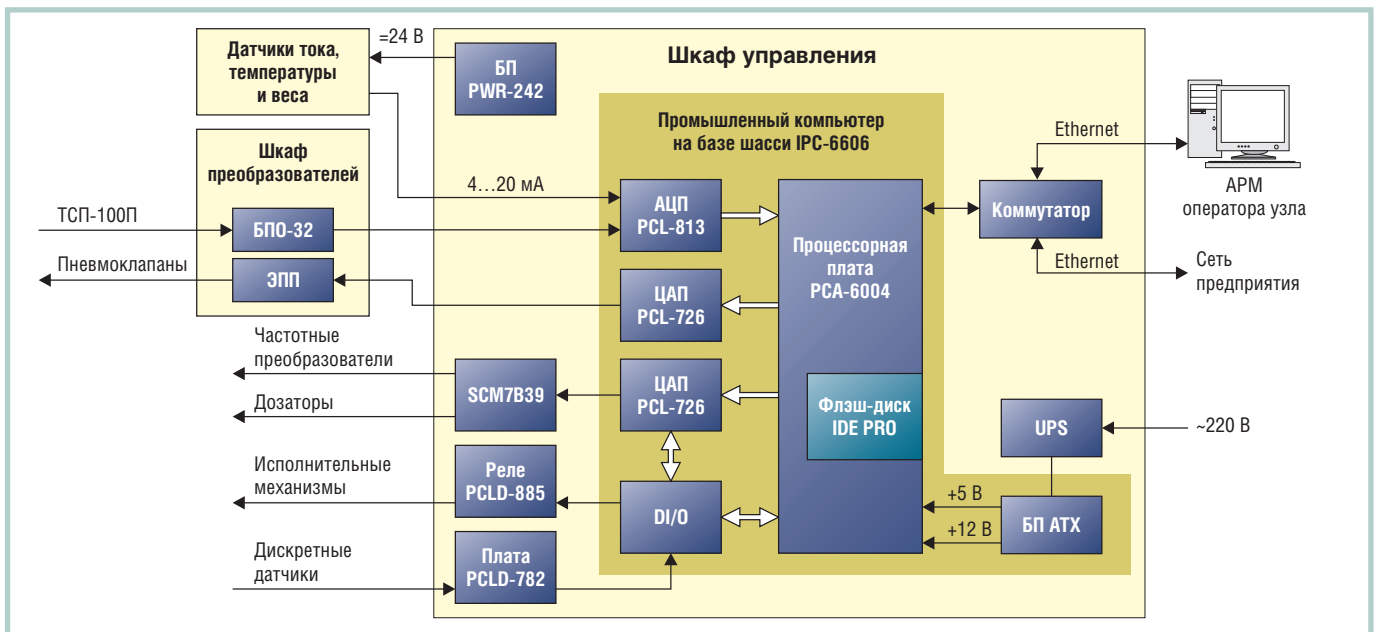 Шкаф управления
Датчики тока,
температуры
и веса
=24 В
БП
PWR-242
Промышленный компьютер
на базе шасси IPC-6606
Шкаф
преобразователей
4...20 мА
ТСП-100П
БПО-32
Пневмоклапаны
ЭПП
АЦП
PCL-813
ЦАП
PCL-726
Процессорная
плата
PCA-6004
Ethernet
Коммутатор
АРМ
оператора узла
Ethernet
Сеть
предприятия
Частотные
преобразователи
Дозаторы
SCM7B39
ЦАП
PCL-726
Флэш-диск
IDE PRO
UPS
~220 В
Исполнительные
механизмы
Реле
PCLD-885
DI/O
+5 В
+12 В
БП ATX
Дискретные
датчики
Плата
PCLD-782